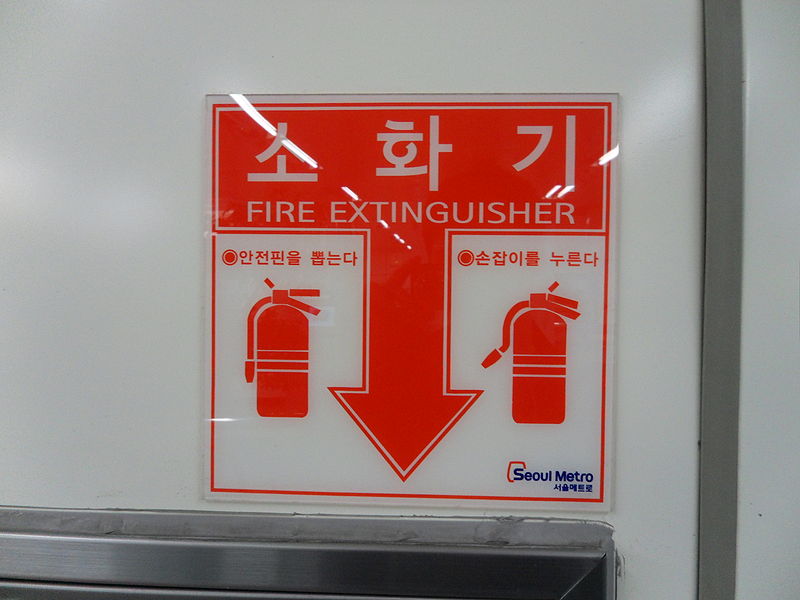 소 화 기
FIRE EXTINGUISHER
◉안전핀을 뽑는다
◉손잡이를 누른다
Seoul Metro
서울메트로